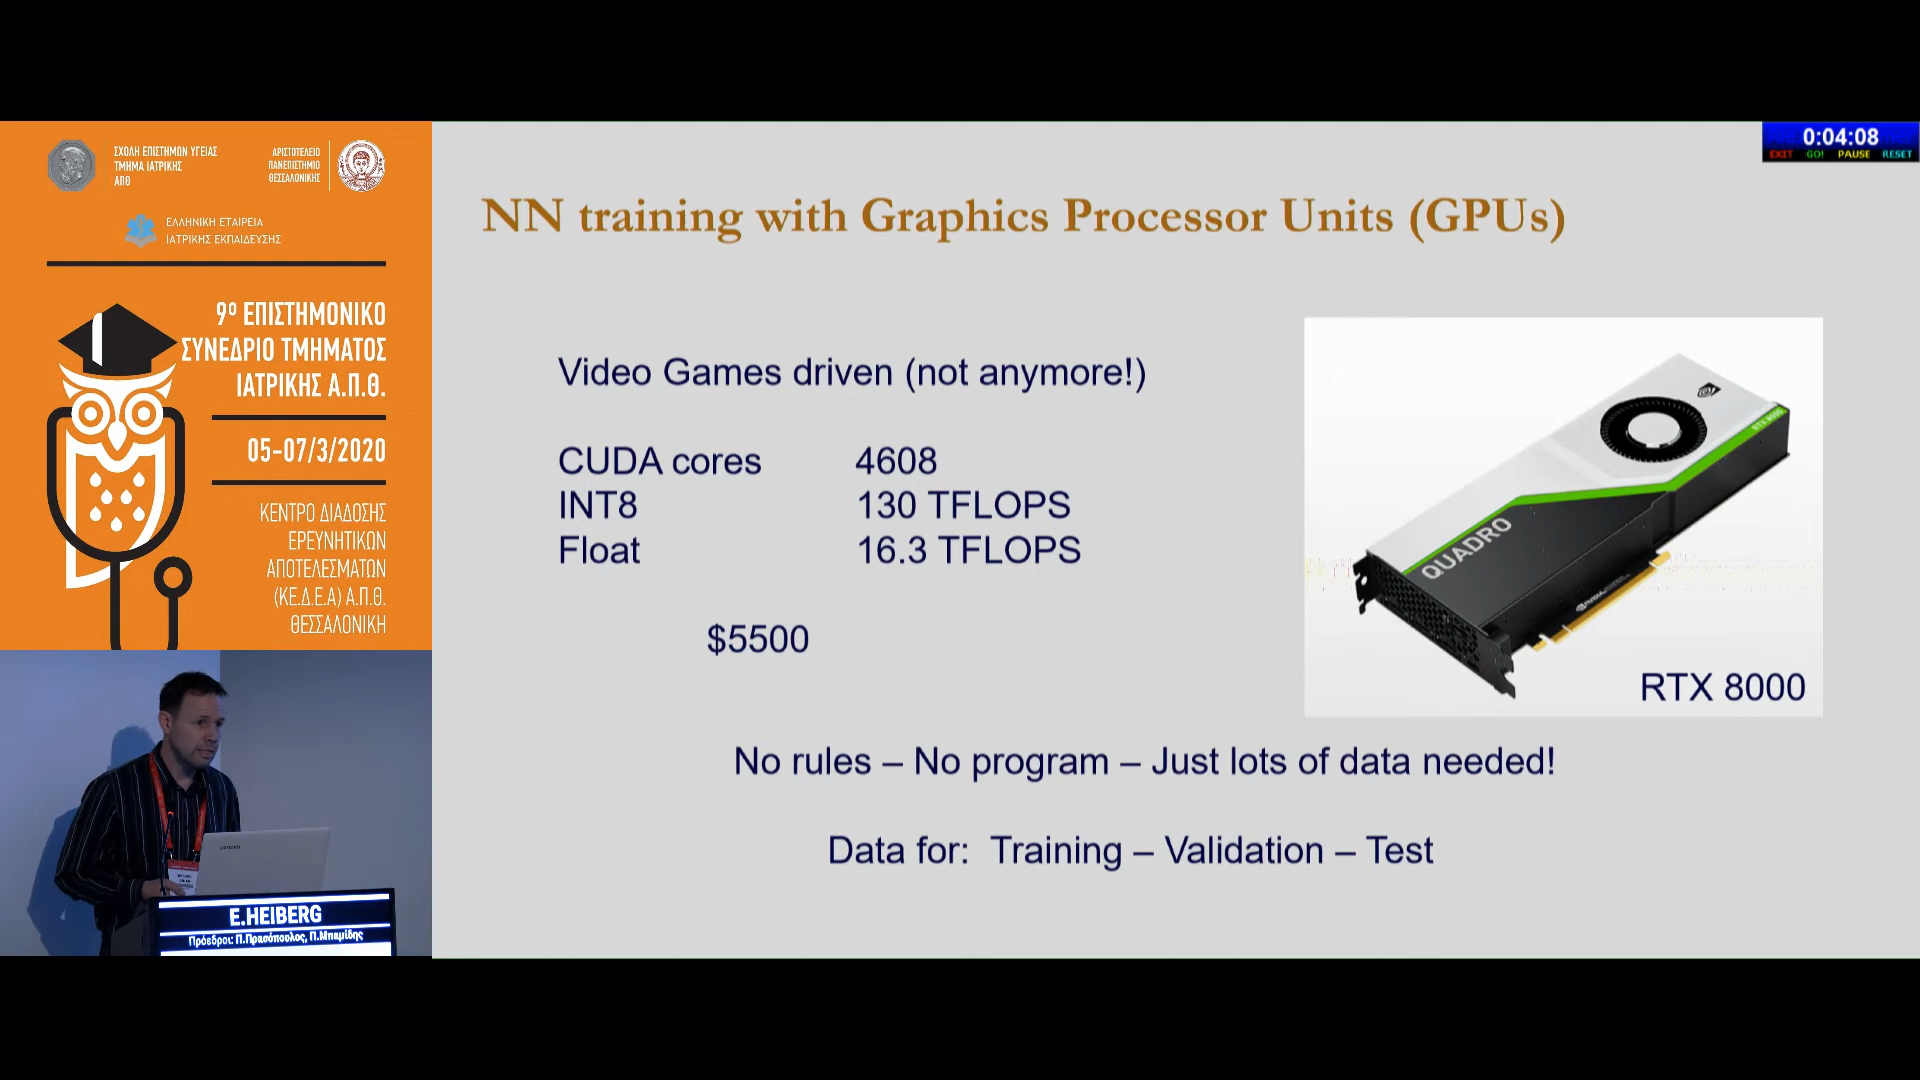 ΣΧΟΛΗ ΕΠΙΣΤΗΜΩΝ ΥΓΕΙΑΣ
ΤΜΗΜΑ ΙΑΤΡΙΚΗΣ
ΑΠΘ
ΑΡΙΣΤΟΤΕΛΕΙΟ
ΠΑΝΕΠΙΣΤΗΜΙΟ
ΘΕΣΣΑΛΟΝΙΚΗΣ
ΕΛΛΗΝΙΚΗ ΕΤΑΙΡΕΙΑ
ΙΑΤΡΙΚΗΣ ΕΚΠΑΙΔΕΥΣΗΣ
9º ΕΠΙΣΤΗΜΟΝΙΚΟ
ΣΥΝΕΔΡΙΟ ΤΜΗΜΑΤΟΣ
ΙΑΤΡΙΚΗΣ Α.Π.Θ.
05-07/3/2020
ΚΕΝΤΡΟ ΔΙΑΔΟΣΗΣ
ΕΡΕΥΝΗΤΙΚΩΝ
ΑΠΟΤΕΛΕΣΜΑΤΩΝ
(ΚΕ.Δ.Ε.Α) Α.Π.Θ.
ΘΕΣΣΑΛΟΝΙΚΗ
lenovo
E.HEIBERG
Πρόεδροι: Π.Πρασόπουλος, Π.Μπαμίδης
0:04:08
EXIT GO! PAUSE RESET
NN training with Graphics Processor Units (GPUs)
Video Games driven (not anymore!)
CUDA cores 4608
INT8 130 TFLOPS
Float 16.3 TFLOPS
$5500
QUADRO
RTX 8000
RTX 8000
No rules – No program – Just lots of data needed!
Data for: Training – Validation – Test